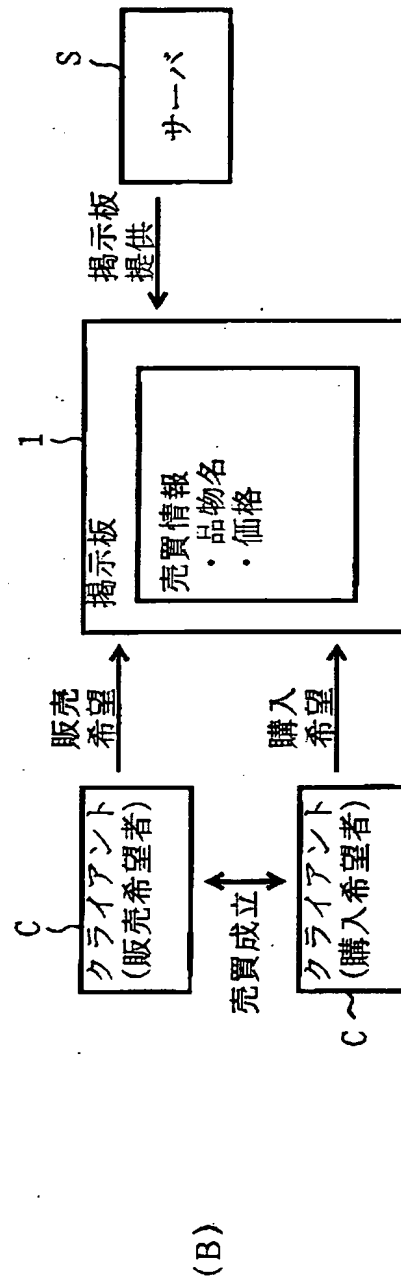 (B)
C
クライアント
(販売希望者)
販売
希望
売買成立
クライアント
(購入希望者)
C
購入
希望
1
掲示板
売買情報
・品物名
・価格
掲示板
提供
S
サーバ